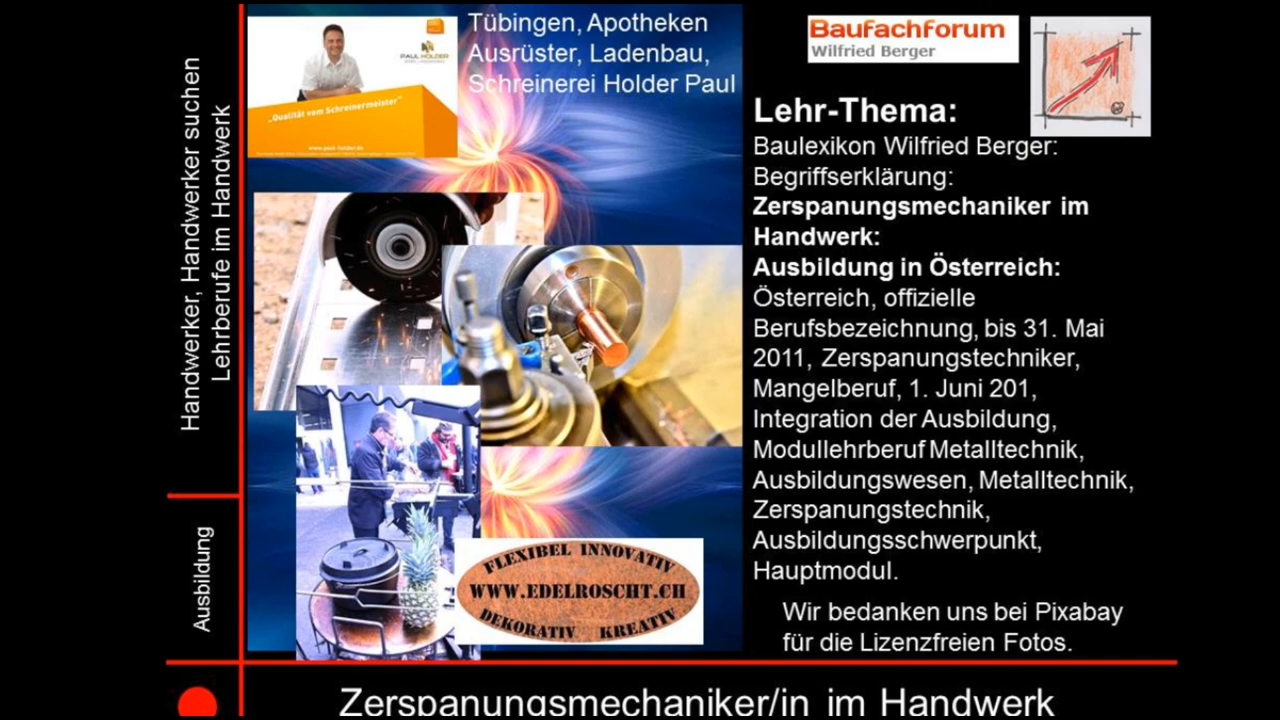 Handwerker, Handwerker suchen
Lehrberufe im Handwerk
Ausbildung
PAUL HOLDER
„Qualität vom Schreinermeister"
www.paul-holder.de
Tübingen, Apotheken
Ausrüster, Ladenbau,
Schreinerei Holder Paul
BaufachForum
Wilfried Berger
Lehr-Thema:
Baulexikon Wilfried Berger:
Begriffserklärung:
Zerspanungsmechaniker im
Handwerk:
Ausbildung in Österreich:
Österreich, offizielle
Berufsbezeichnung, bis 31. Mai
2011, Zerspanungstechniker,
Mangelberuf, 1. Juni 201,
Integration der Ausbildung,
Modullehrberuf Metalltechnik,
Ausbildungswesen, Metalltechnik,
Zerspanungstechnik,
Ausbildungsschwerpunkt,
Hauptmodul.
Wir bedanken uns bei Pixabay
für die Lizenzfreien Fotos.
FLEXIBEL INNOVATIV
WWW.EDELROSCHT.CH
DEKORATIV KREATIV
Zerspanungsmechaniker/in im Handwerk